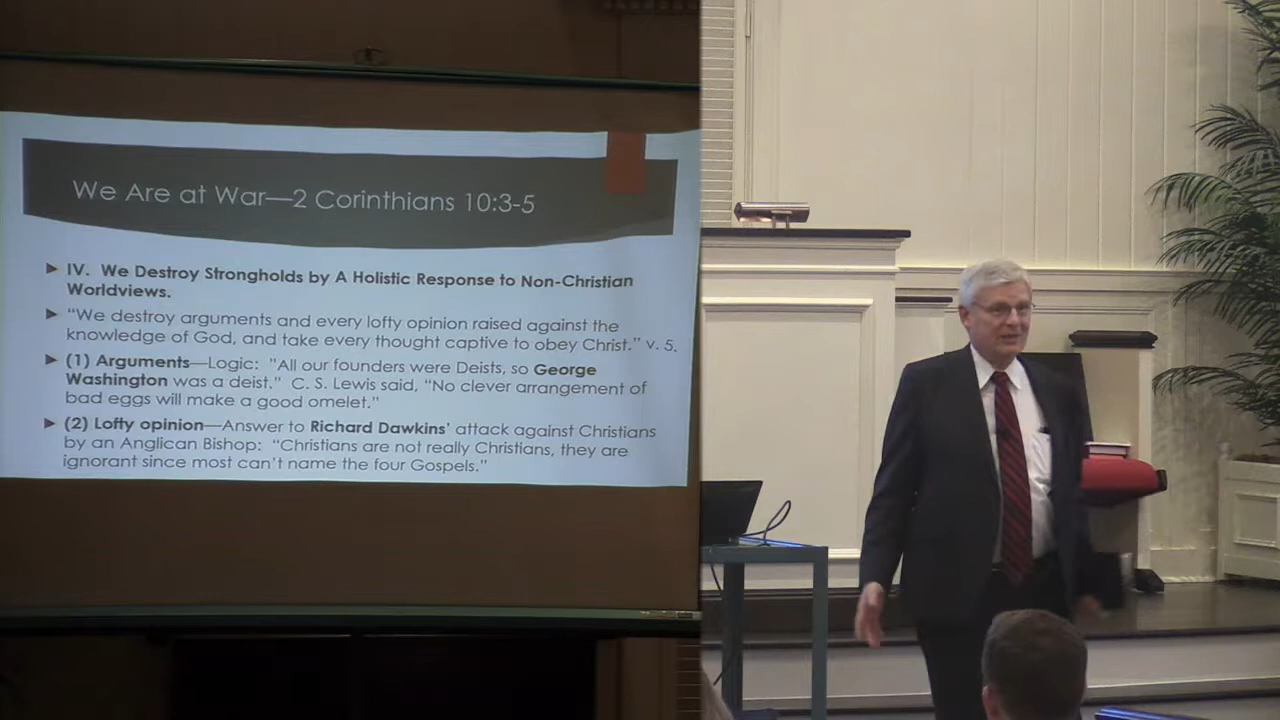 We Are at War—2 Corinthians 10:3-5
► IV. We Destroy Strongholds by A Holistic Response to Non-Christian
Worldviews.
► "We destroy arguments and every lofty opinion raised against the
knowledge of God, and take every thought captive to obey Christ." v. 5.
► (1) Arguments—Logic: "All our founders were Deists, so George
Washington was a deist." C. S. Lewis said, "No clever arrangement of
bad eggs will make a good omelet."
► (2) Lofty opinion—Answer to Richard Dawkins' attack against Christians
by an Anglican Bishop: "Christians are not really Christians, they are
ignorant since most can't name the four Gospels."